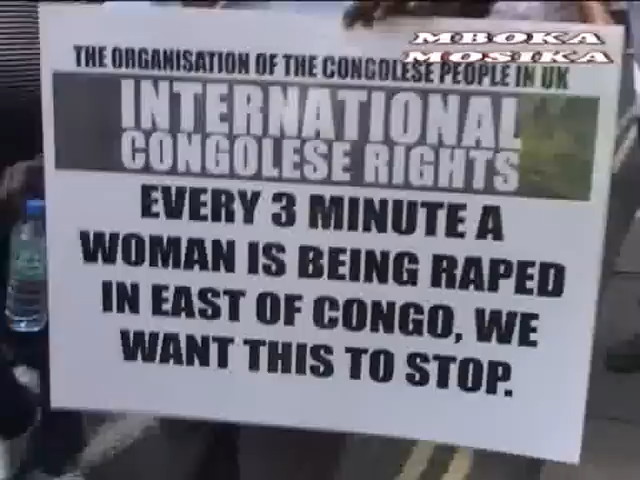 MBOKA
MOSIKA
THE ORGANISATION OF THE CONGOLESE PEOPLE IN UK
INTERNATIONAL
CONGOLESE RIGHTS
EVERY 3 MINUTE A
WOMAN IS BEING RAPED
IN EAST OF CONGO, WE
WANT THIS TO STOP.